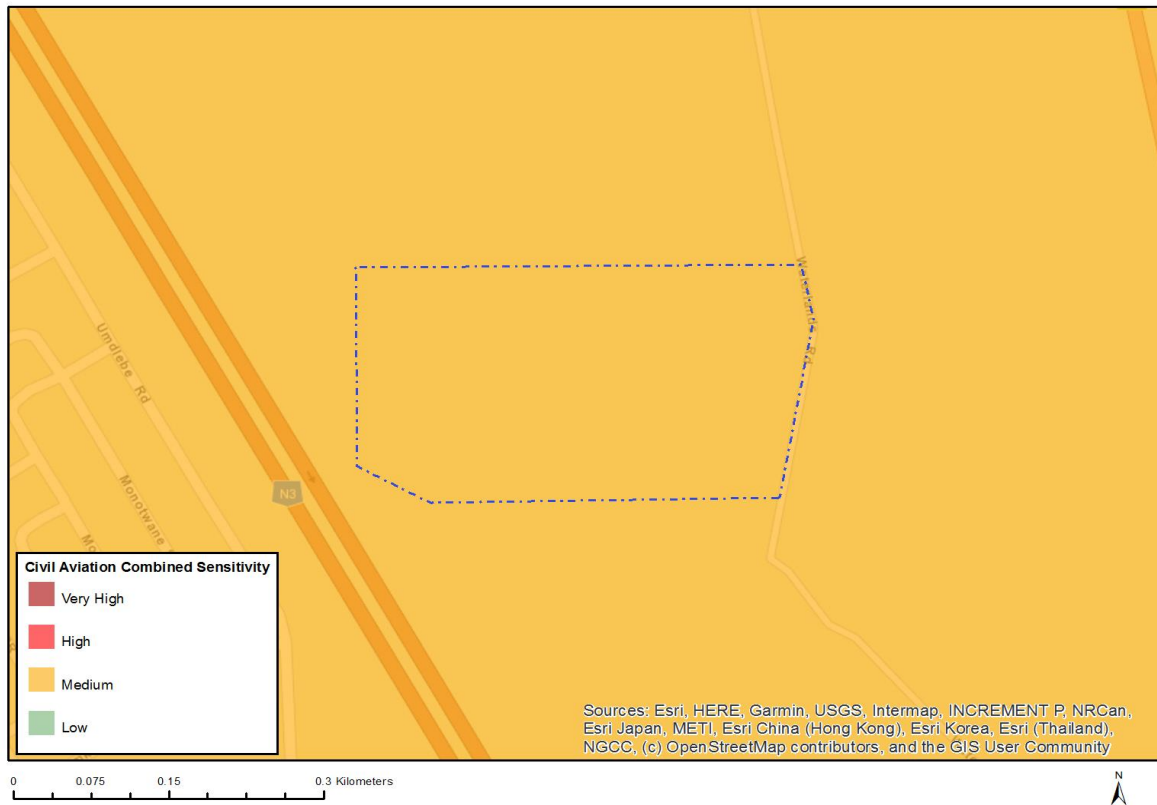 Umdlebe Rd
Monotwane
N3
Rd
Civil Aviation Combined Sensitivity
Very High
High
Medium
Low
Sources: Esri, HERE, Garmin, USGS, Intermap, INCREMENT P, NRCan,
Esri Japan, METI, Esri China (Hong Kong), Esri Korea, Esri (Thailand),
NGCC, (c) OpenStreetMap contributors, and the GIS User Community
0 0.075 0.15 0.3 Kilometers
N